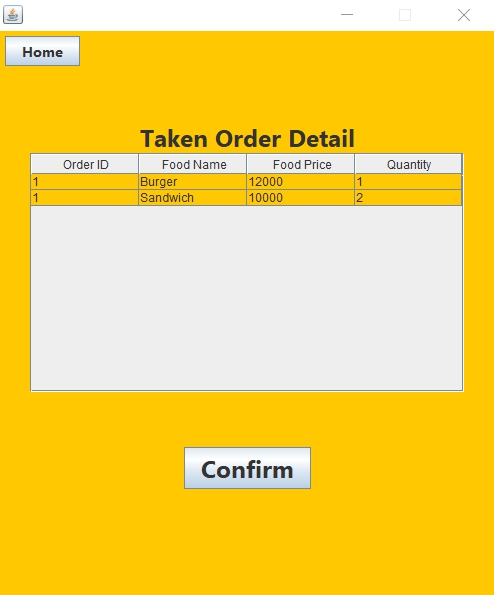 Home
Taken Order Detail
Order ID Food Name Food Price Quantity
1 Burger 12000 1
1 Sandwich 10000 2
Confirm